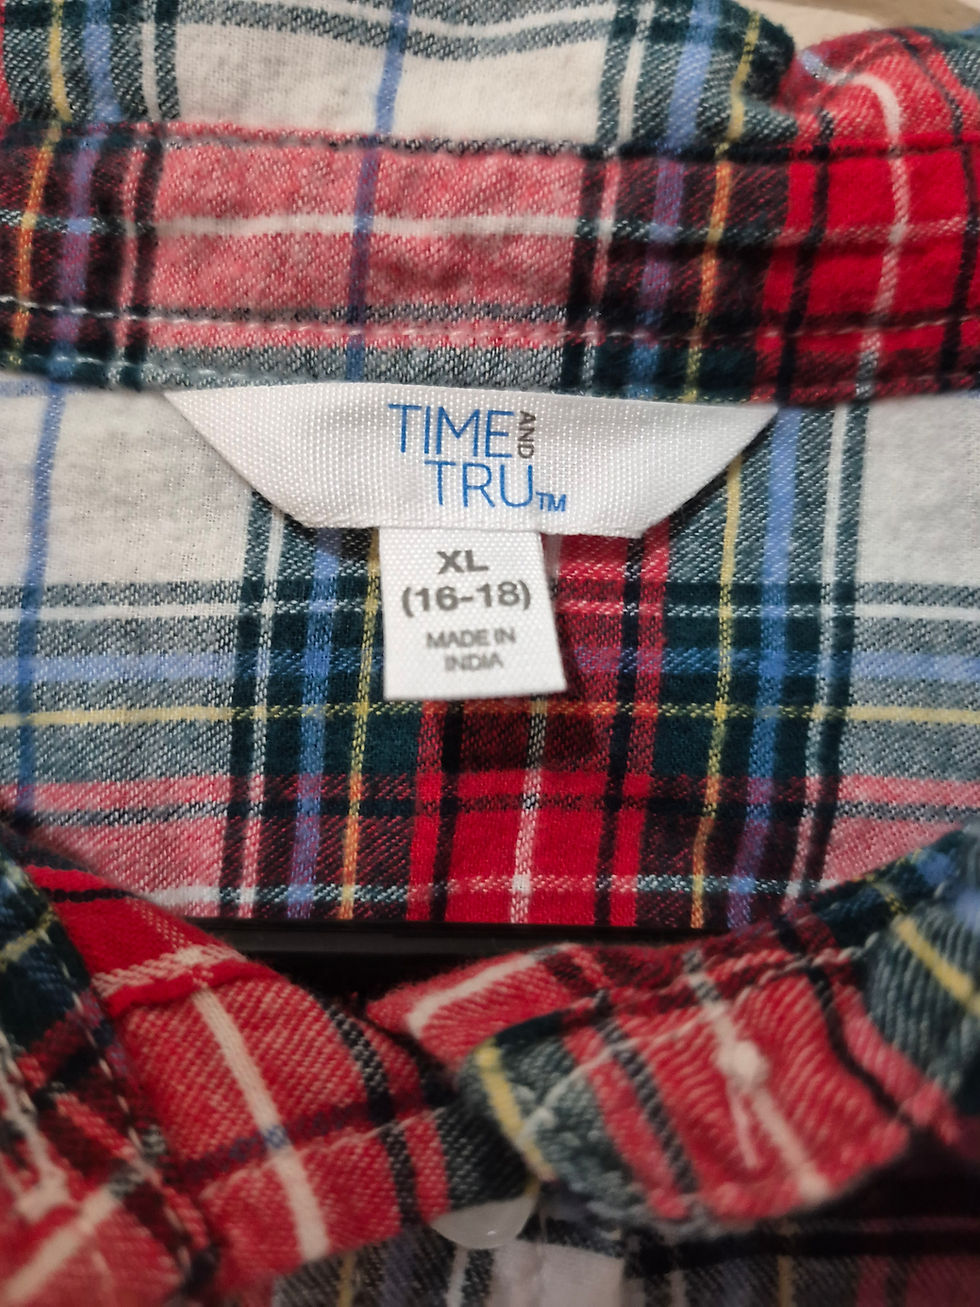 TIME AND
TRU™
XL
(16-18)
MADE IN
INDIA